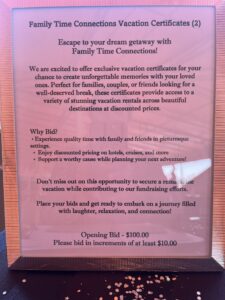 Family Time Connections Vacation Certificates (2)
Escape to your dream getaway with
Family Time Connections!
We are excited to offer exclusive vacation certificates for your
chance to create unforgettable memories with your loved
ones. Perfect for families, couples, or friends looking for a
well-deserved break, these certificates provide access to a
variety of stunning vacation rentals across beautiful
destinations at discounted prices.
Why Bid?
• Experience quality time with family and friends in picturesque
settings.
• Enjoy discounted pricing on hotels, cruises, and more.
• Support a worthy cause while planning your next adventure!
Don't miss out on this opportunity to secure a
vacation while contributing to our fundraising efforts.
Place your bids and get ready to embark on a journey filled
with laughter, relaxation, and connection!
Opening Bid - $100.00
Please bid in increments of at least $10.00